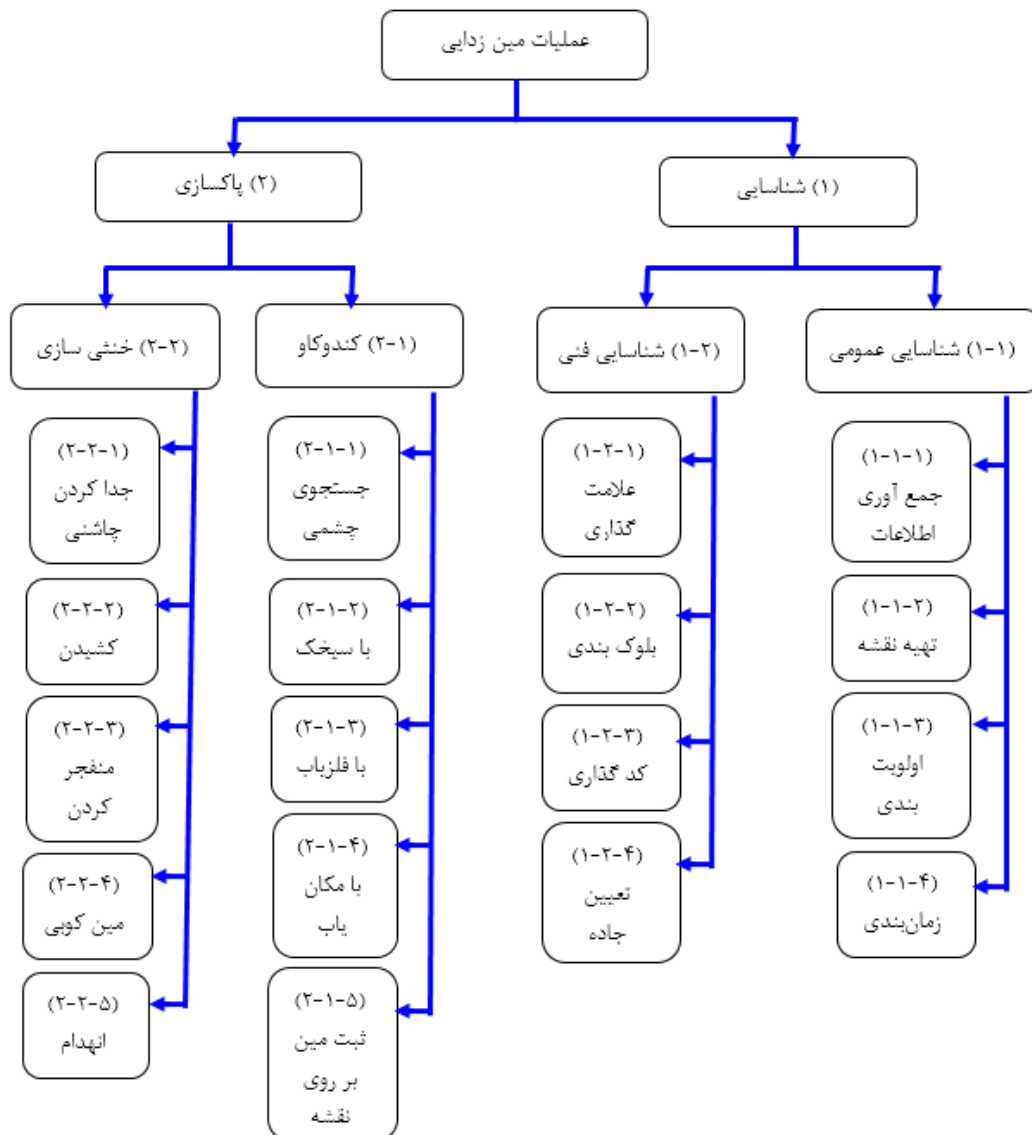 عملیات مین زدایی
(۱) شناسایی
(۲) پاکسازی
(۱-۱) شناسایی عمومی
(۱-۲) شناسایی فنی
(۲-۱) کندوکاو
(۲-۲) خنثی سازی
(۱-۱-۱)
جمع آوری
اطلاعات
(۱-۱-۲)
تهیه نقشه
(۱-۱-۳)
اولویت
بندی
(۱-۱-۴)
زمان‌بندی
(۱-۲-۱)
علامت
گذاری
(۱-۲-۲)
بلوک بندی
(۱-۲-۳)
کد گذاری
(۱-۲-۴)
تعیین
جاده
(۲-۱-۱)
جستجوی
چشمی
(۲-۱-۲)
با سیخک
(۲-۱-۳)
با فلزیاب
(۲-۱-۴)
با مکان
یاب
(۲-۱-۵)
ثبت مین
بر روی
نقشه
(۲-۲-۱)
جدا کردن
چاشنی
(۲-۲-۲)
کشیدن
(۲-۲-۳)
منفجر
کردن
(۲-۲-۴)
مین کوبی
(۲-۲-۵)
انهدام